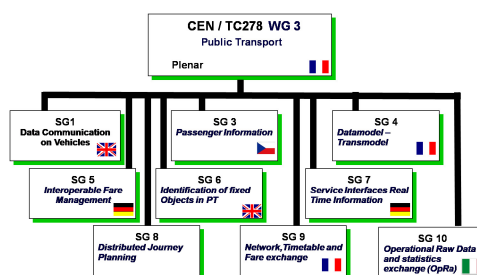 CEN / TC278 WG 3
Public Transport
Plenar
SG1
Data Communication
on Vehicles
SG 3
Passenger Information
SG 4
Datamodel –
Transmodel
SG 5
Interoperable Fare
Management
SG 6
Identification of fixed
Objects in PT
SG 7
Service Interfaces Real
Time Information
SG 8
Distributed Journey
Planning
SG 9
Network,Timetable and
Fare exchange
SG 10
Operational Raw Data
and statistics
exchange (OpRa)